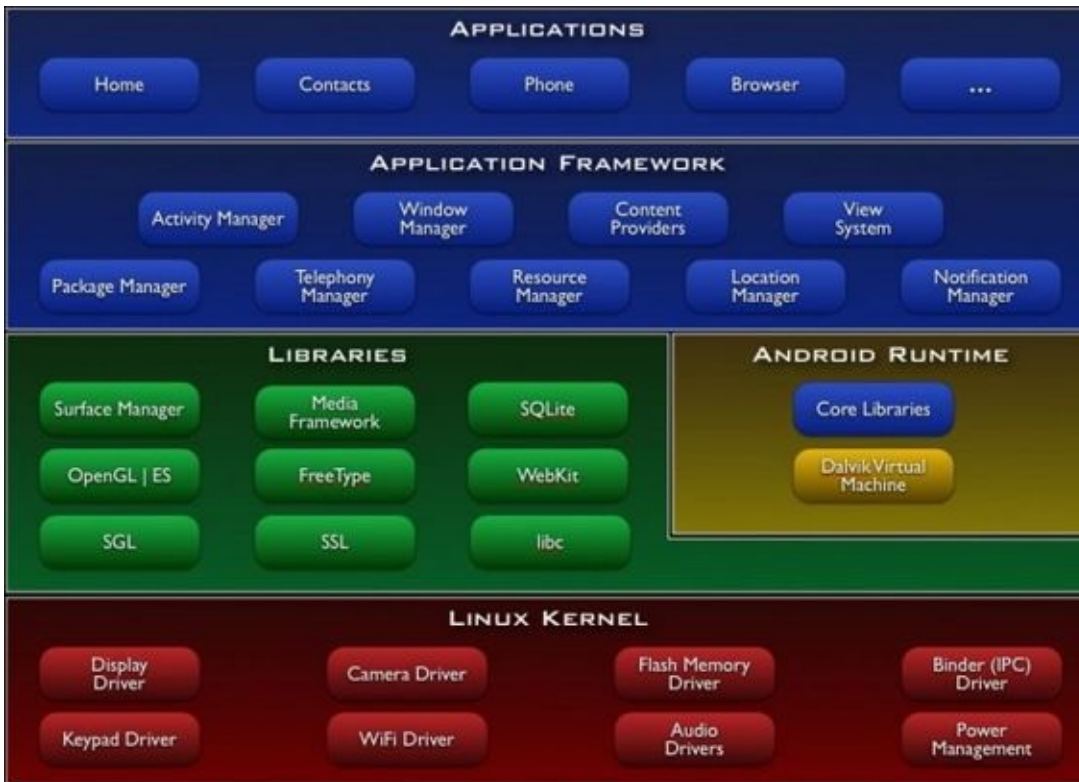 APPLICATIONS
Home
Contacts
Phone
Browser
...
APPLICATION FRAMEWORK
Activity Manager
Window
Manager
Content
Providers
View
System
Package Manager
Telephony
Manager
Resource
Manager
Location
Manager
Notification
Manager
LIBRARIES
Surface Manager
Media
Framework
SQLite
OpenGL | ES
FreeType
WebKit
SGL
SSL
libc
ANDROID RUNTIME
Core Libraries
Dalvik Virtual
Machine
LINUX KERNEL
Display
Driver
Camera Driver
Flash Memory
Driver
Binder (IPC)
Driver
Keypad Driver
WiFi Driver
Audio
Drivers
Power
Management